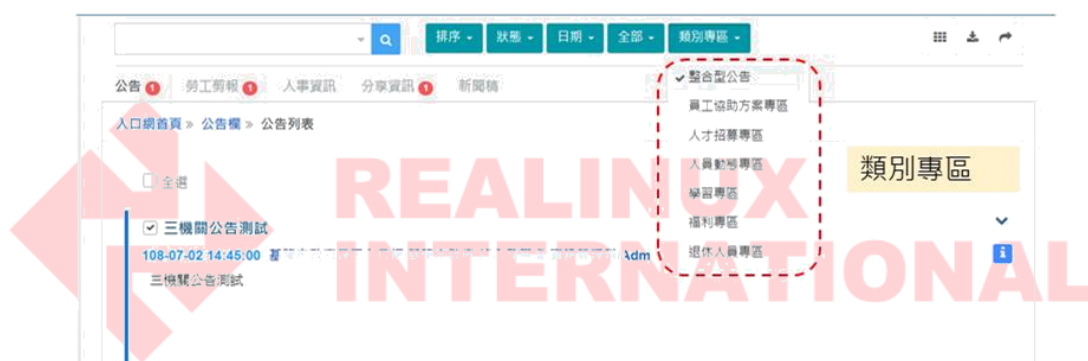 排序 狀態 日期 全部 類別專區
公告 1 勞工剪報 1 人事資訊 分享資訊 1 新聞稿
整合型公告
員工協助方案專區
人才招募專區
人員動態專區
學習專區
福利專區
退休人員專區
入口網首頁 » 公告欄 » 公告列表
類別專區
全選
三機關公告測試
108-07-02 14:45:00
Adm
三機關公告測試
REALINUX
INTERNATIONAL